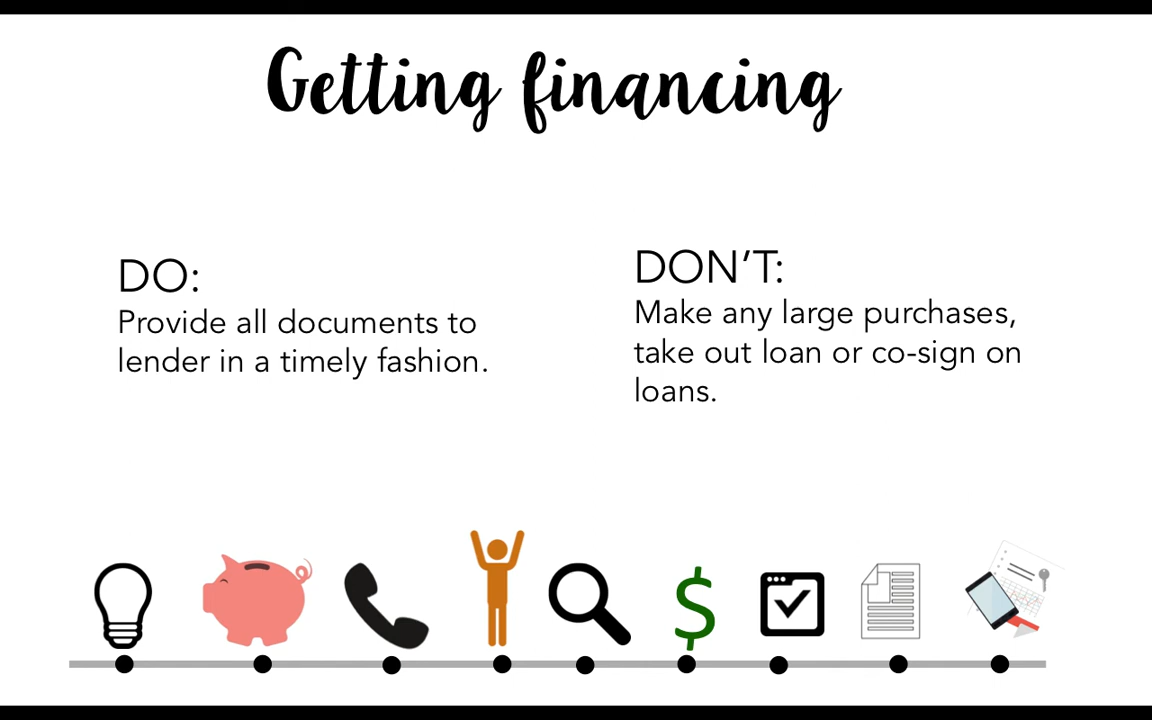 Getting financing
DO:
Provide all documents to
lender in a timely fashion.
DON’T:
Make any large purchases,
take out loan or co-sign on
loans.
$